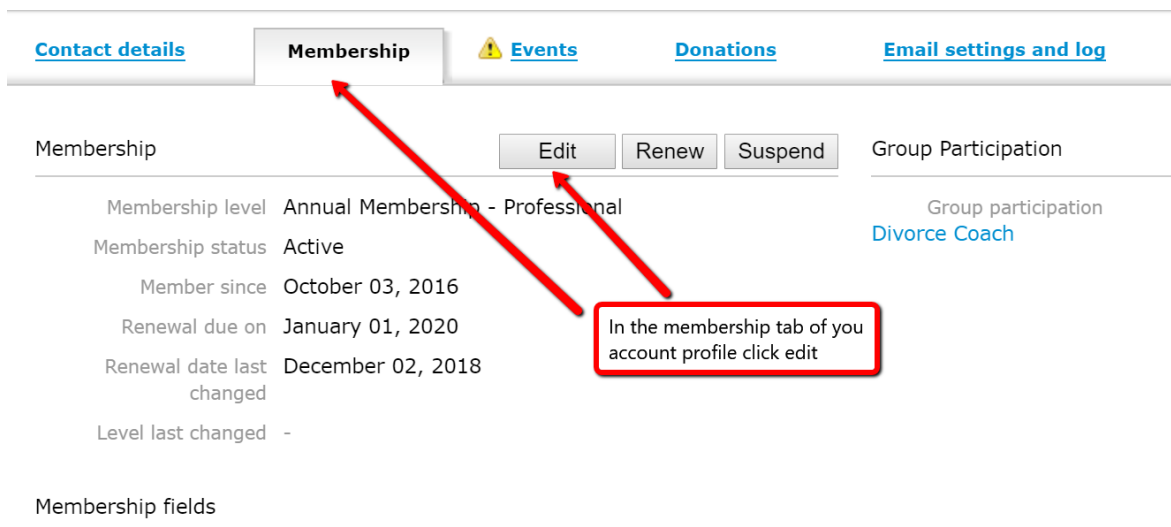 Contact details Membership Events Donations Email settings and log
Membership Edit Renew Suspend Group Participation
Membership level Annual Membership - Professional Group participation
Membership status Active Divorce Coach
Member since October 03, 2016
Renewal due on January 01, 2020
In the membership tab of you
account profile click edit
Renewal date last December 02, 2018
changed
Level last changed -
Membership fields